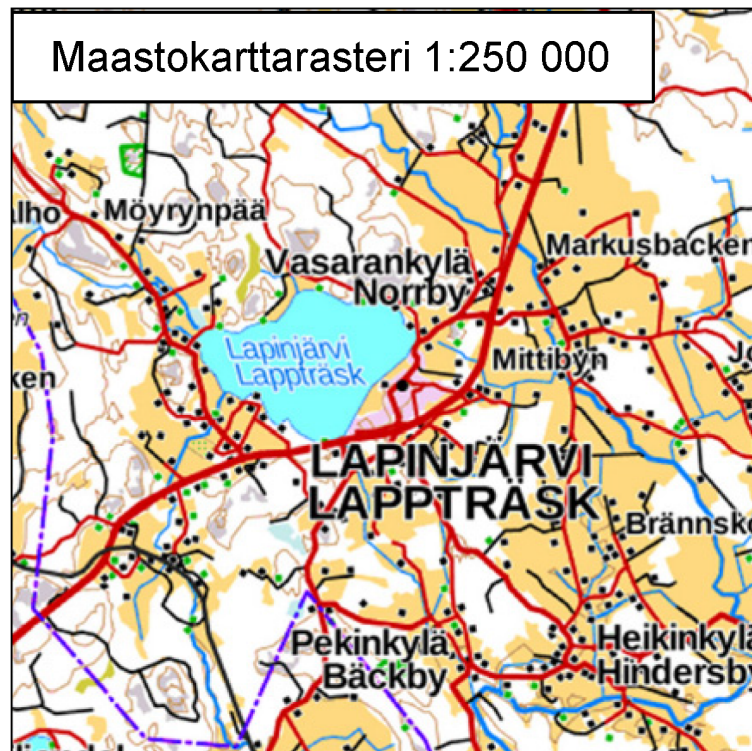 Maastokarttarasteri 1:250 000
Möyrynpää
Vasarankylä
Norrby
Markusbacken
Lapinjärvi
Lappträsk
Mittibyn
LAPINJÄRVI
LAPPTRÄSK
Pekinkylä
Bäckby
Heikinkylä
Hindersby